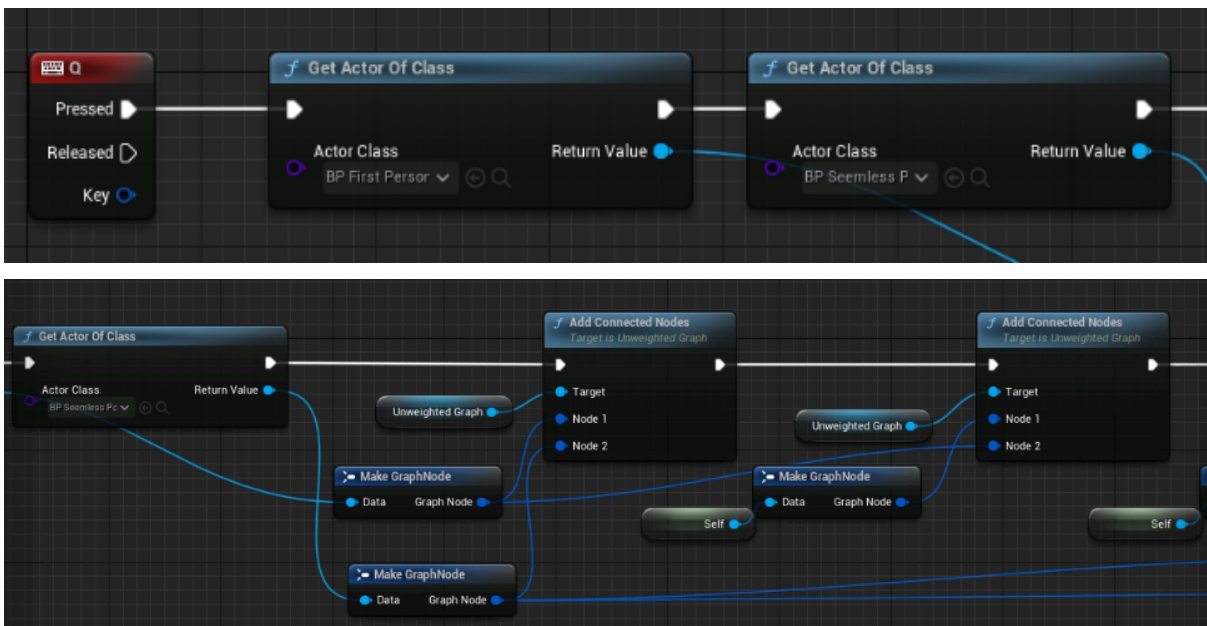 Q
Pressed
Released
Key
Get Actor Of Class
Actor Class
BP First Persor
Return Value
Get Actor Of Class
Actor Class
BP Seemless P
Return Value
Get Actor Of Class
Actor Class
BP Seemless Pc
Return Value
Unweighted Graph
Make GraphNode
Data
Graph Node
Make GraphNode
Data
Graph Node
Add Connected Nodes
Target is Unweighted Graph
Target
Node 1
Node 2
Self
Unweighted Graph
Make GraphNode
Data
Graph Node
Add Connected Nodes
Target is Unweighted Graph
Target
Node 1
Node 2
Self